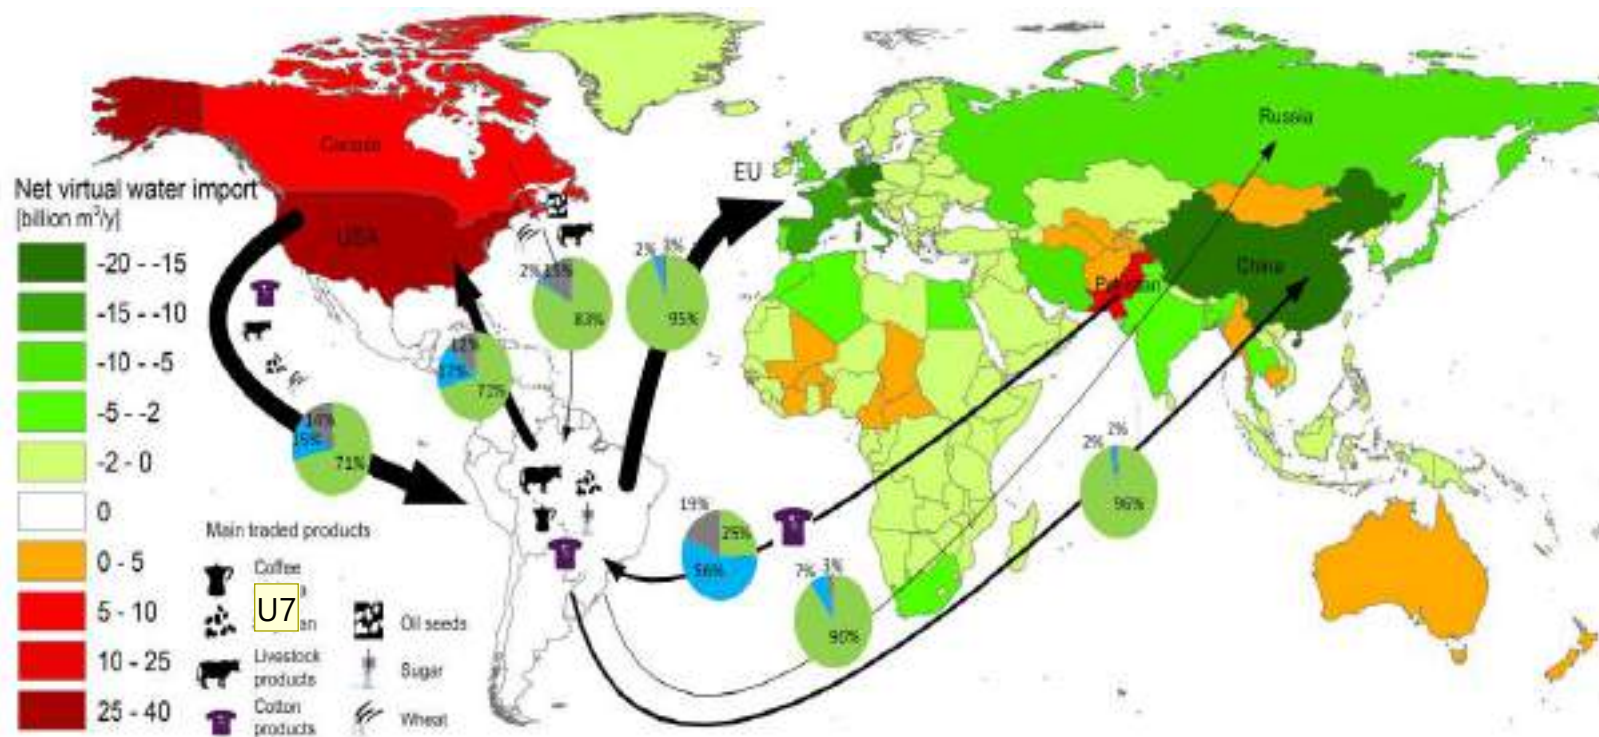 Canada
Russia
EU
Net virtual water import
[billion m³/y]
USA
China
Pakistan
-20 - -15
-15 - -10
-10 - -5
-5 - -2
-2 - 0
0
0 - 5
5 - 10
10 - 25
25 - 40
2% 15%
83%
2% 3%
95%
12%
17%
71%
14%
15%
71%
19%
25%
56%
7% 3%
90%
2% 2%
96%
Main traded products
Coffee
U7
Livestock
products
Cotton
products
Oil seeds
Sugar
Wheat